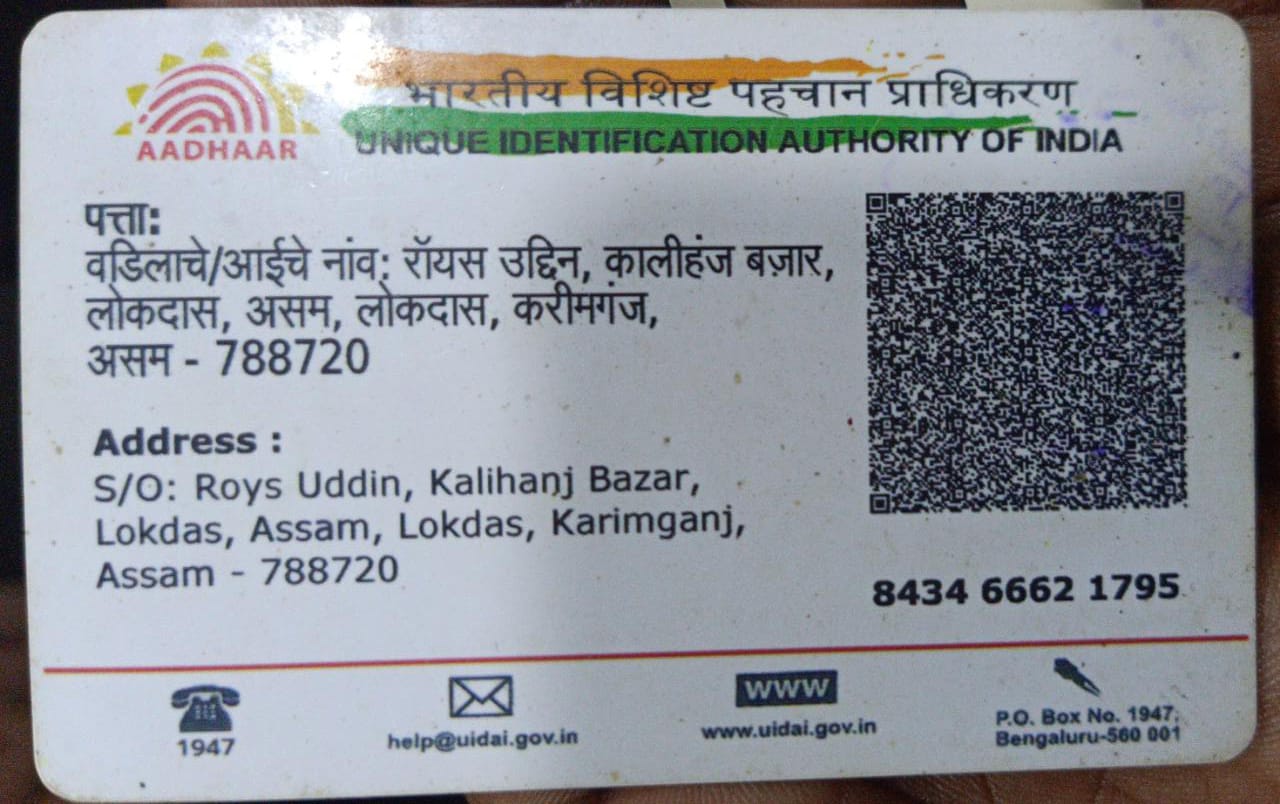 AADHAAR
भारतीय विशिष्ट पहचान प्राधिकरण
UNIQUE IDENTIFICATION AUTHORITY OF INDIA
पत्ता:
वडिलाचे/आईचे नांव: रॉयस उद्दिन, कालीहंज बज़ार,
लोकदास, असम, लोकदास, करीमगंज,
असम - 788720
Address :
S/O: Roys Uddin, Kalihanj Bazar,
Lokdas, Assam, Lokdas, Karimganj,
Assam - 788720
8434 6662 1795
1947
help@uidai.gov.in
www
www.uidai.gov.in
P.O. Box No. 1947,
Bengaluru-560 001